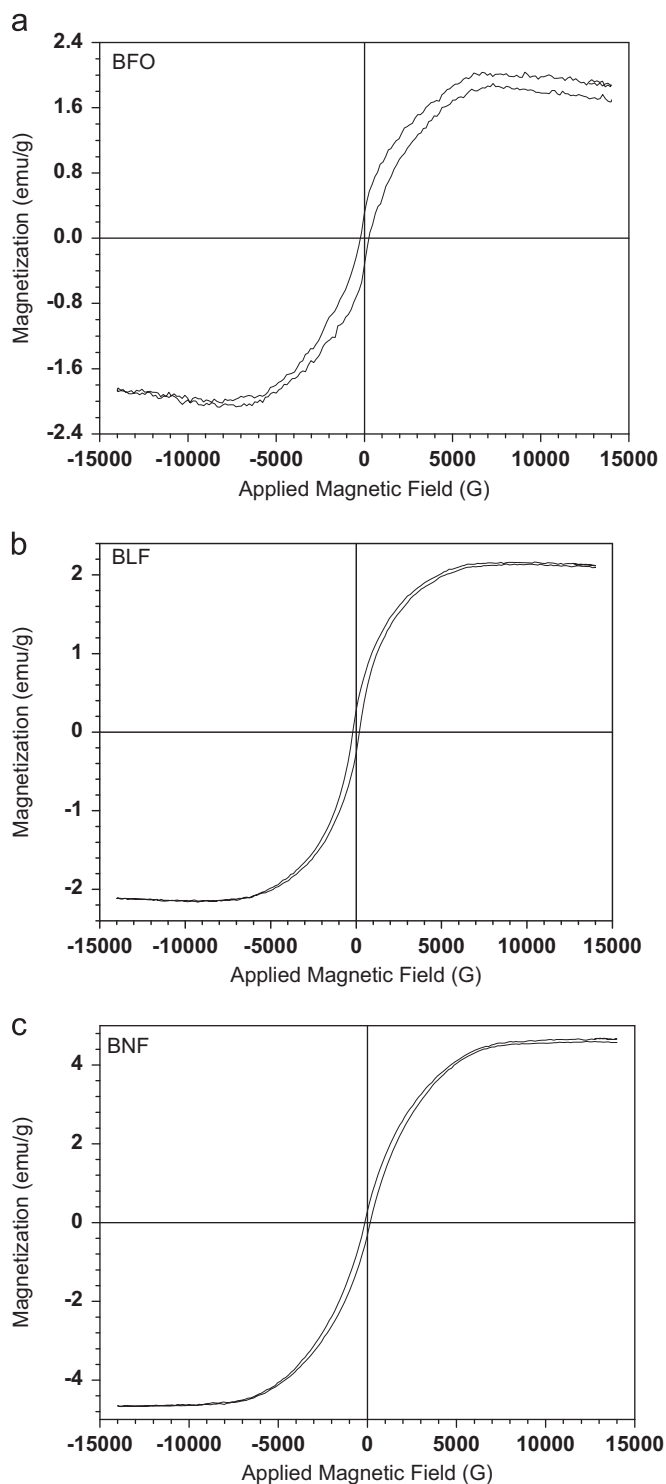 a
BFO
2.4
1.6
0.8
0.0
-0.8
-1.6
-2.4
Magnetization (emu/g)
-15000 -10000 -5000 0 5000 10000 15000
Applied Magnetic Field (G)
b
BLF
2
1
0
-1
-2
Magnetization (emu/g)
-15000 -10000 -5000 0 5000 10000 15000
Applied Magnetic Field (G)
c
BNF
4
2
0
-2
-4
Magnetization (emu/g)
-15000 -10000 -5000 0 5000 10000 15000
Applied Magnetic Field (G)